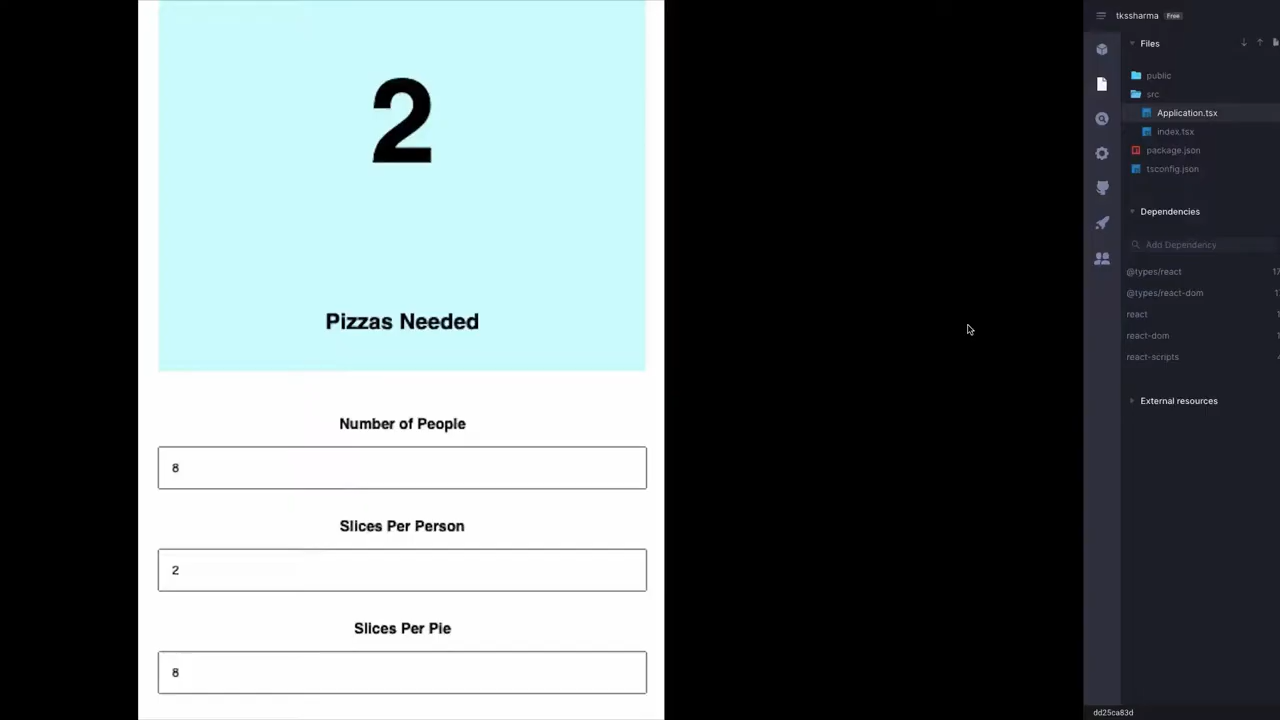 2
Pizzas Needed
Number of People
8
Slices Per Person
2
Slices Per Pie
8
tkssharma Free
Files
public
src
Application.tsx
index.tsx
package.json
tsconfig.json
Dependencies
Add Dependency
@types/react
@types/react-dom
react
react-dom
react-scripts
External resources
dd25ca83d